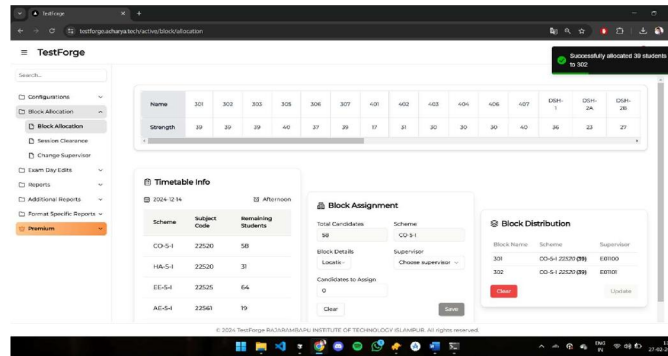 Testforge
testforge.asharya.tech/active/block/allocation
TestForge
Successfully allocated 39 students
to 302
Search...
Configurations
Block Allocation
Block Allocation
Session Clearance
Change Supervisor
Exam Day Edits
Reports
Additional Reports
Format Specific Reports
Premium
Name 301 302 303 305 306 307 401 402 403 404 406 407 DSH-1 DSH-2A DSH-2B
Strength 39 39 39 40 37 39 17 31 30 30 30 40 36 23 27
Timetable Info
2024-12-14 Afternoon
Scheme Subject Code Remaining Students
CO-5-I 22520 58
HA-5-I 22520 31
EE-5-I 22525 64
AE-5-I 22561 19
Block Assignment
Total Candidates Scheme
58 CO-5-I
Block Details Supervisor
Locatio Choose supervisor
Candidates to Assign
0
Clear Save
Block Distribution
Block Name Scheme Supervisor
301 CO-5-I 22520 (39) E01100
302 CO-5-I 22520 (39) E01101
Clear Update
© 2024 TestForge RAJARAMBAPU INSTITUTE OF TECHNOLOGY ISLAMPUR. All rights reserved.
ENG
IN